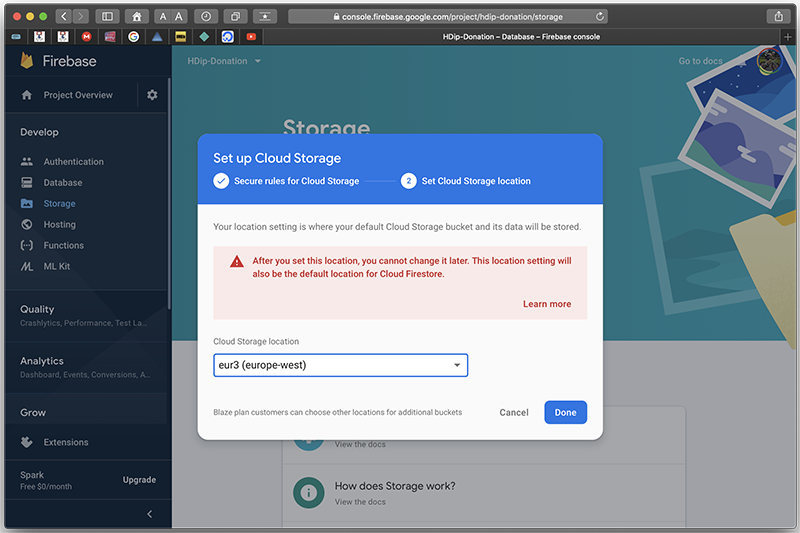 console.firebase.google.com/project/hdip-donation/storage
HDip-Donation – Database – Firebase console
Firebase
HDip-Donation
Go to docs
Project Overview
Storage
Develop
Authentication
Database
Storage
Hosting
Functions
ML Kit
Quality
Crashlytics, Performance, Test La...
Analytics
Dashboard, Events, Conversions, A...
Grow
Extensions
Spark
Free $0/month
Upgrade
Set up Cloud Storage
Secure rules for Cloud Storage
2 Set Cloud Storage location
Your location setting is where your default Cloud Storage bucket and its data will be stored.
After you set this location, you cannot change it later. This location setting will
also be the default location for Cloud Firestore.
Learn more
Cloud Storage location
eur3 (europe-west)
Blaze plan customers can choose other locations for additional buckets
Cancel
Done
View the docs
How does Storage work?
View the docs